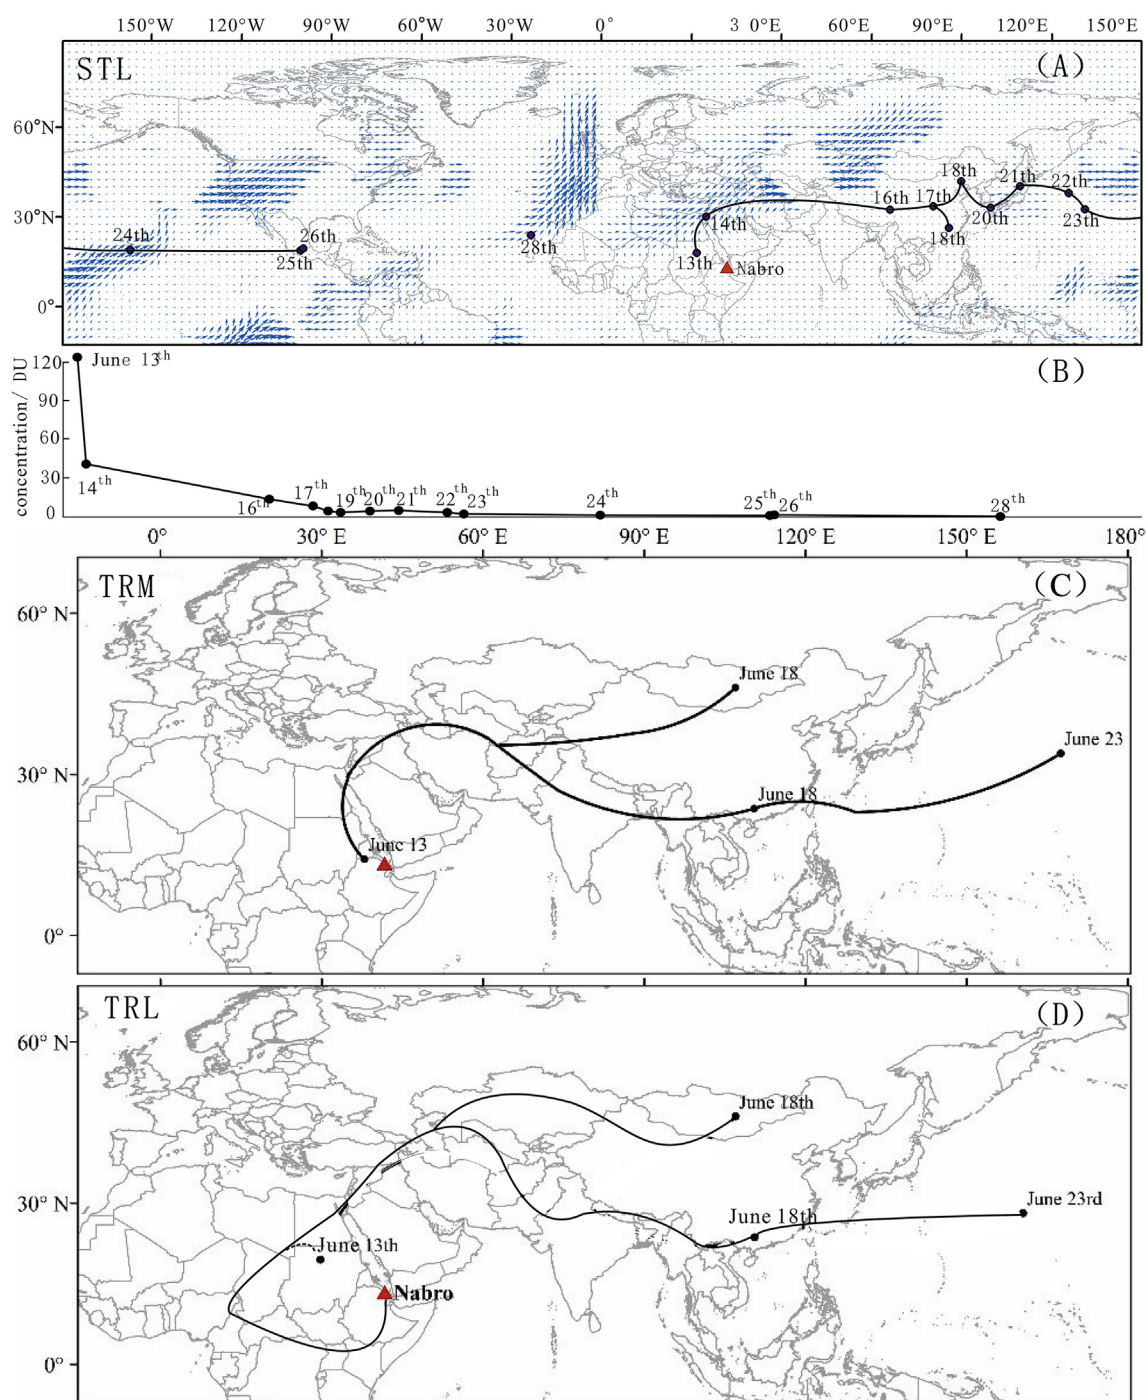 150°W 120°W 90°W 60°W 30°W 0° 3 0°E 60°E 90°E 120°E 150°E
STL (A)
60°N
18th 21th 22th
30°N 16th 17th
24th 26th 28th 14th 18th 20th 23th
25th 13th Nabro
0°
concentration/ DU
120 June 13th (B)
90
60
30 14th 16th 17th 19th 20th 21th 22th 23th 24th 25th 26th 28th
0
0° 30° E 60° E 90° E 120° E 150° E 180°
TRM (C)
60° N
June 18
June 23
30° N
June 18
June 13
0°
TRL (D)
60° N
June 18th
30° N June 23rd
June 18th
June 13th
Nabro
0°